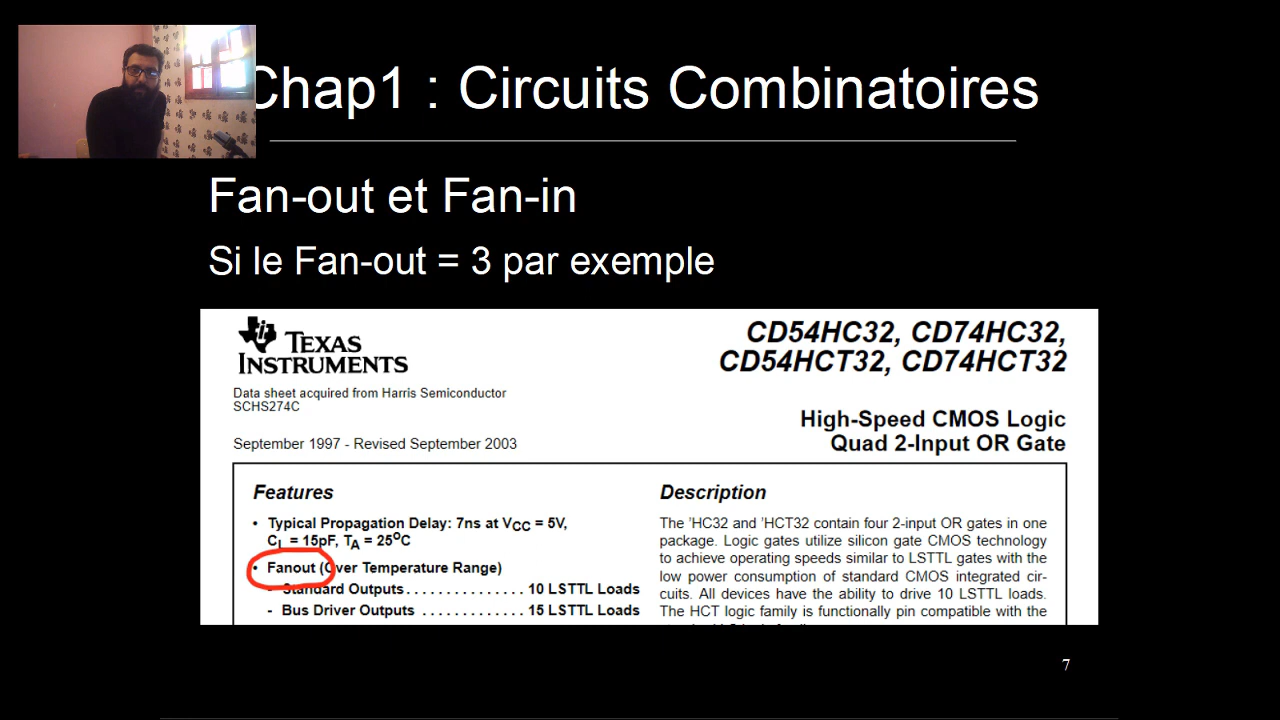 Chap1 : Circuits Combinatoires
Fan-out et Fan-in
Si le Fan-out = 3 par exemple
TEXAS
INSTRUMENTS
Data sheet acquired from Harris Semiconductor
SCHS274C
September 1997 - Revised September 2003
CD54HC32, CD74HC32,
CD54HCT32, CD74HCT32
High-Speed CMOS Logic
Quad 2-Input OR Gate
Features
• Typical Propagation Delay: 7ns at VCC = 5V,
CL = 15pF, TA = 25°C
• Fanout (Over Temperature Range)
- Standard Outputs . . . . . . . . . . . . . . . 10 LSTTL Loads
- Bus Driver Outputs . . . . . . . . . . . . . 15 LSTTL Loads
Description
The 'HC32 and 'HCT32 contain four 2-input OR gates in one
package. Logic gates utilize silicon gate CMOS technology
to achieve operating speeds similar to LSTTL gates with the
low power consumption of standard CMOS integrated cir-
cuits. All devices have the ability to drive 10 LSTTL loads.
The HCT logic family is functionally pin compatible with the
7